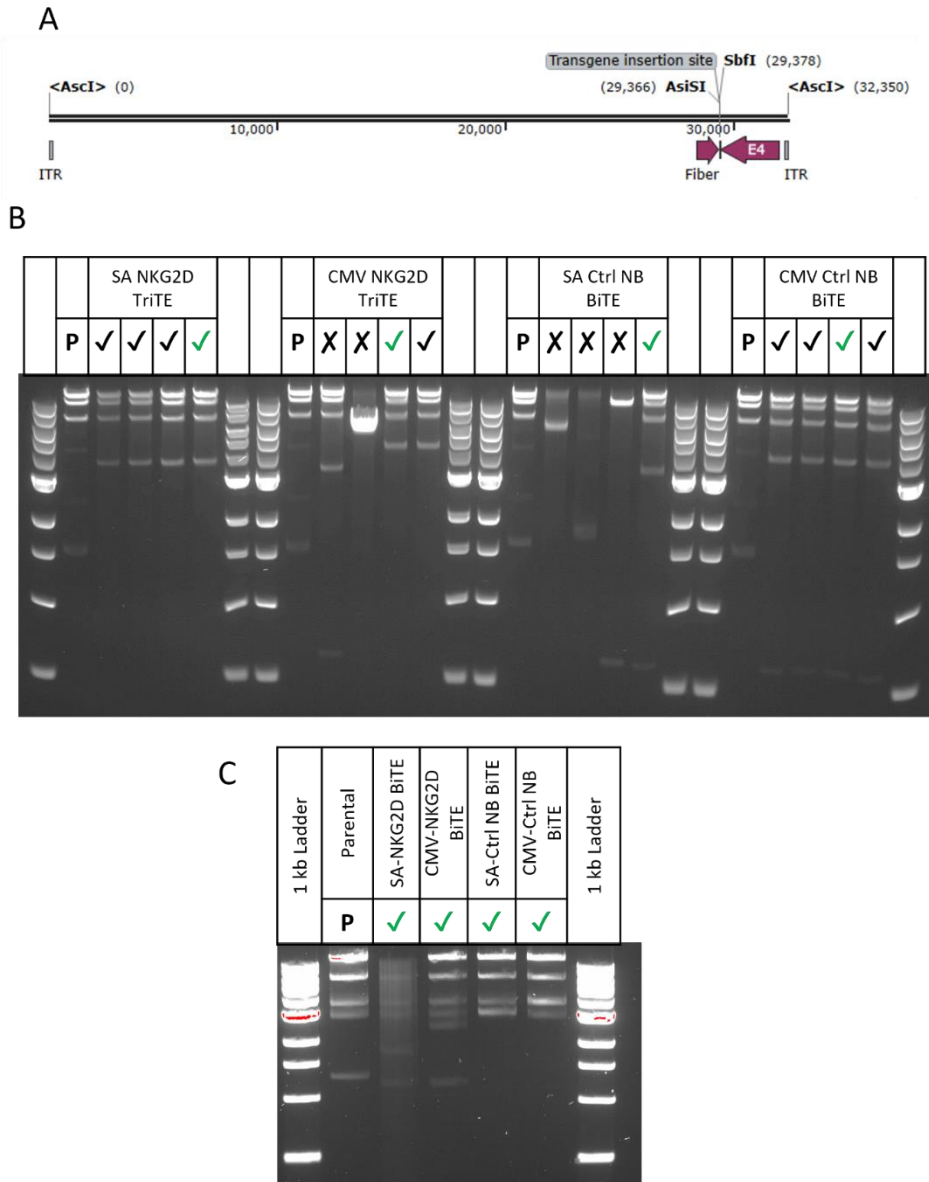 A
Transgene insertion site SbfI (29,378)
<AscI> (0) (29,366) AsiSI <AscI> (32,350)
10,000 20,000 30,000
E4
ITR Fiber ITR
B
SA NKG2D TriTE
CMV NKG2D TriTE
SA Ctrl NB BiTE
CMV Ctrl NB BiTE
P ✓ ✓ ✓ ✓ P ✗ ✗ ✓ ✓ P ✗ ✗ ✗ ✓ P ✓ ✓ ✓ ✓
C
1 kb Ladder
Parental
SA-NKG2D BiTE
CMV-NKG2D
BiTE
SA-Ctrl NB BiTE
CMV-Ctrl NB
BiTE
1 kb Ladder
P ✓ ✓ ✓ ✓